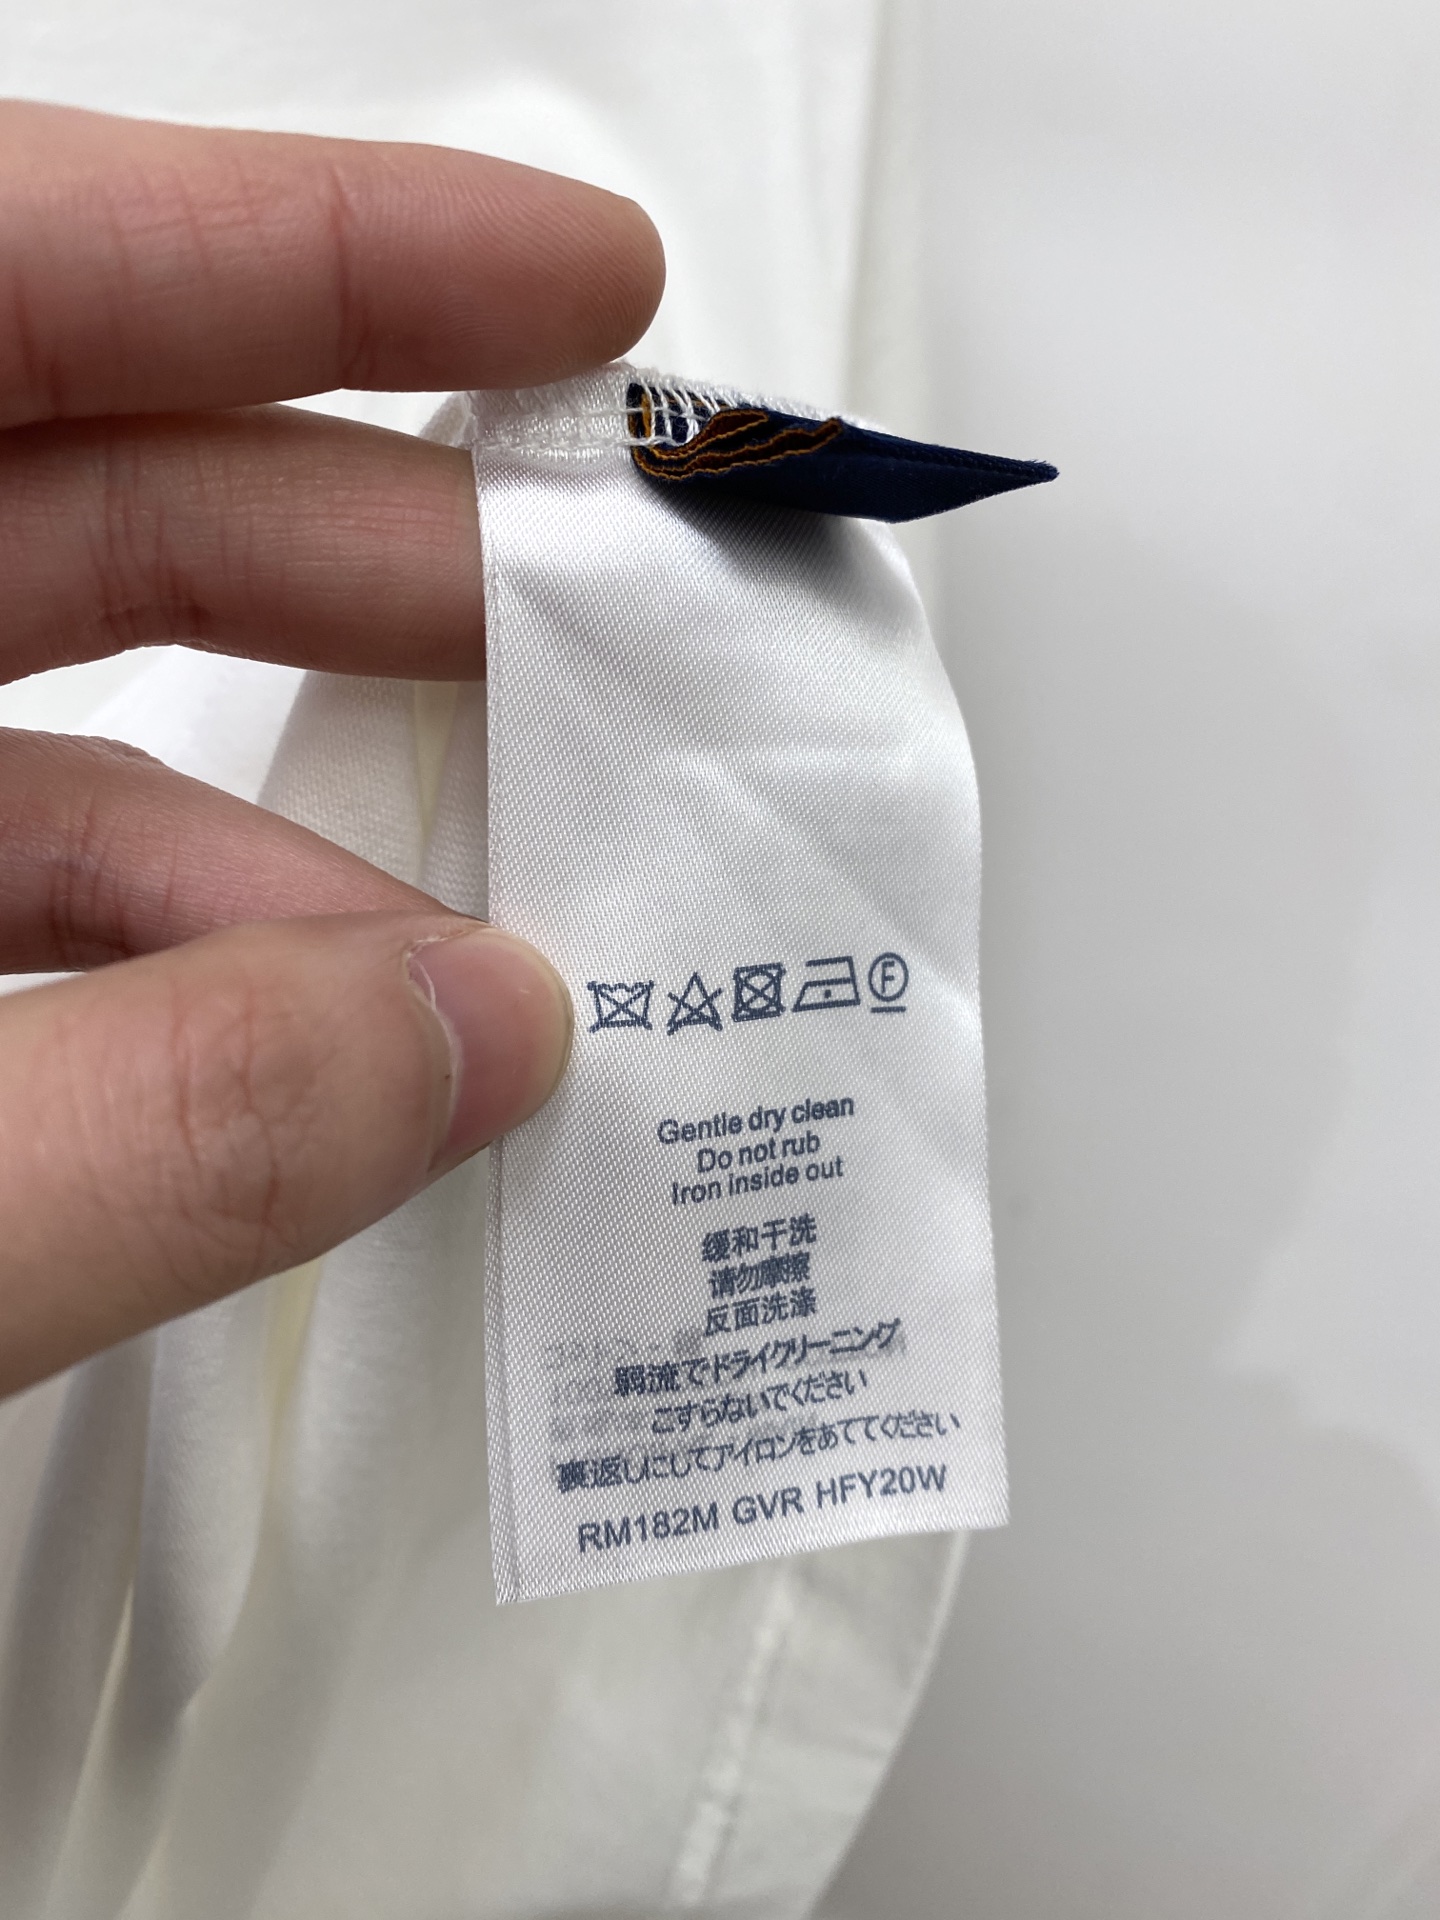 F
Gentle dry clean
Do not rub
Iron inside out
缓和干洗
请勿摩擦
反面洗涤
弱流でドライクリーニング
こすらないでください
裏返しにしてアイロンをあててください
RM182M GVR HFY20W